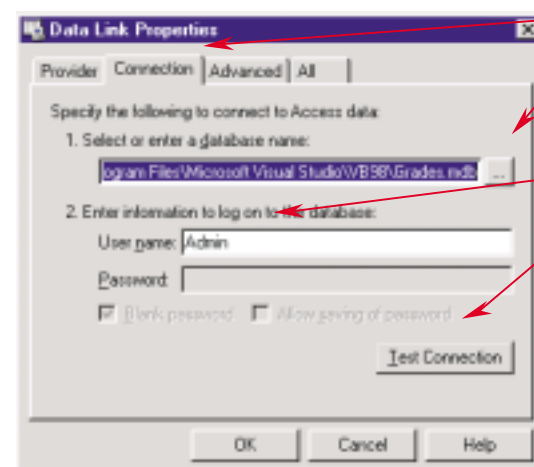 Data Link Properties
Provider Connection Advanced All
Specify the following to connect to Access data:
1. Select or enter a database name:
ogram Files\Microsoft Visual Studio\VB98\Grades.mdb ...
2. Enter information to log on to the database:
User name: Admin
Password:
Blank password Allow saving of password
Test Connection
OK Cancel Help